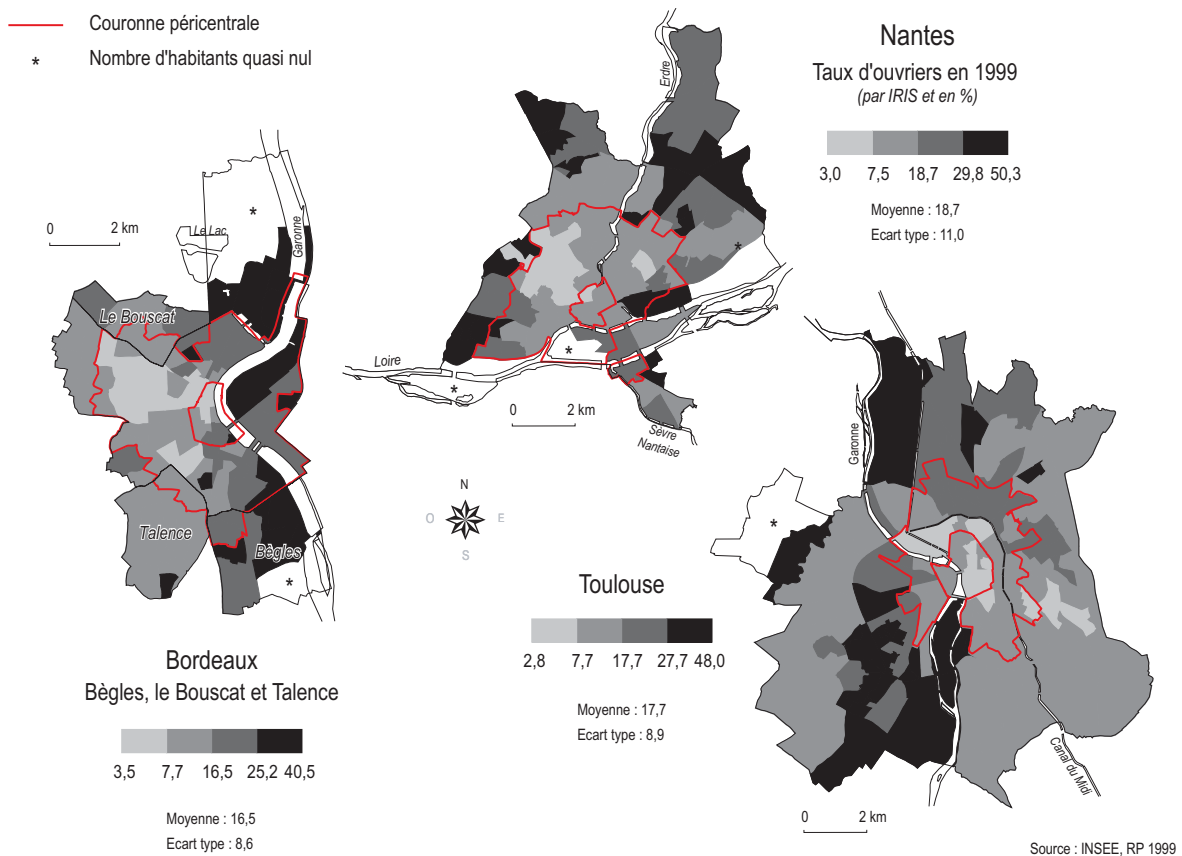 Couronne péricentrale
* Nombre d'habitants quasi nul
Nantes
Taux d'ouvriers en 1999
(par IRIS et en %)
3,0 7,5 18,7 29,8 50,3
Moyenne : 18,7
Ecart type : 11,0
Erdre
*
Loire
*
*
0 2 km
Sèvre
Nantaise
0 2 km
*
Le Lac
Garonne
Le Bouscat
Talence
Bègles
*
N
O E
S
Bordeaux
Bègles, le Bouscat et Talence
3,5 7,7 16,5 25,2 40,5
Moyenne : 16,5
Ecart type : 8,6
Toulouse
2,8 7,7 17,7 27,7 48,0
Moyenne : 17,7
Ecart type : 8,9
Garonne
*
Canal du Midi
0 2 km
Source : INSEE, RP 1999